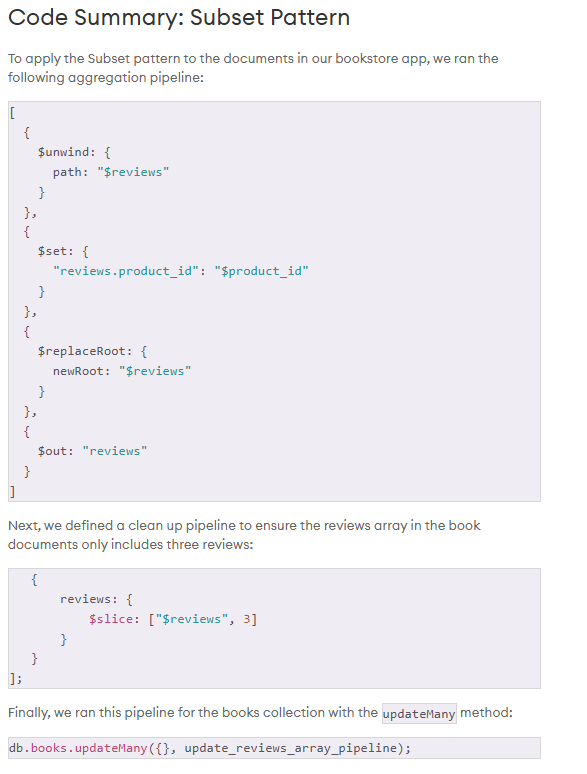 Code Summary: Subset Pattern
To apply the Subset pattern to the documents in our bookstore app, we ran the
following aggregation pipeline:
[
  {
    $unwind: {
      path: "$reviews"
    }
  },
  {
    $set: {
      "reviews.product_id": "$product_id"
    }
  },
  {
    $replaceRoot: {
      newRoot: "$reviews"
    }
  },
  {
    $out: "reviews"
  }
]
Next, we defined a clean up pipeline to ensure the reviews array in the book
documents only includes three reviews:
   {
       reviews: {
           $slice: ["$reviews", 3]
       }
   }
];
Finally, we ran this pipeline for the books collection with the updateMany method:
db.books.updateMany({}, update_reviews_array_pipeline);